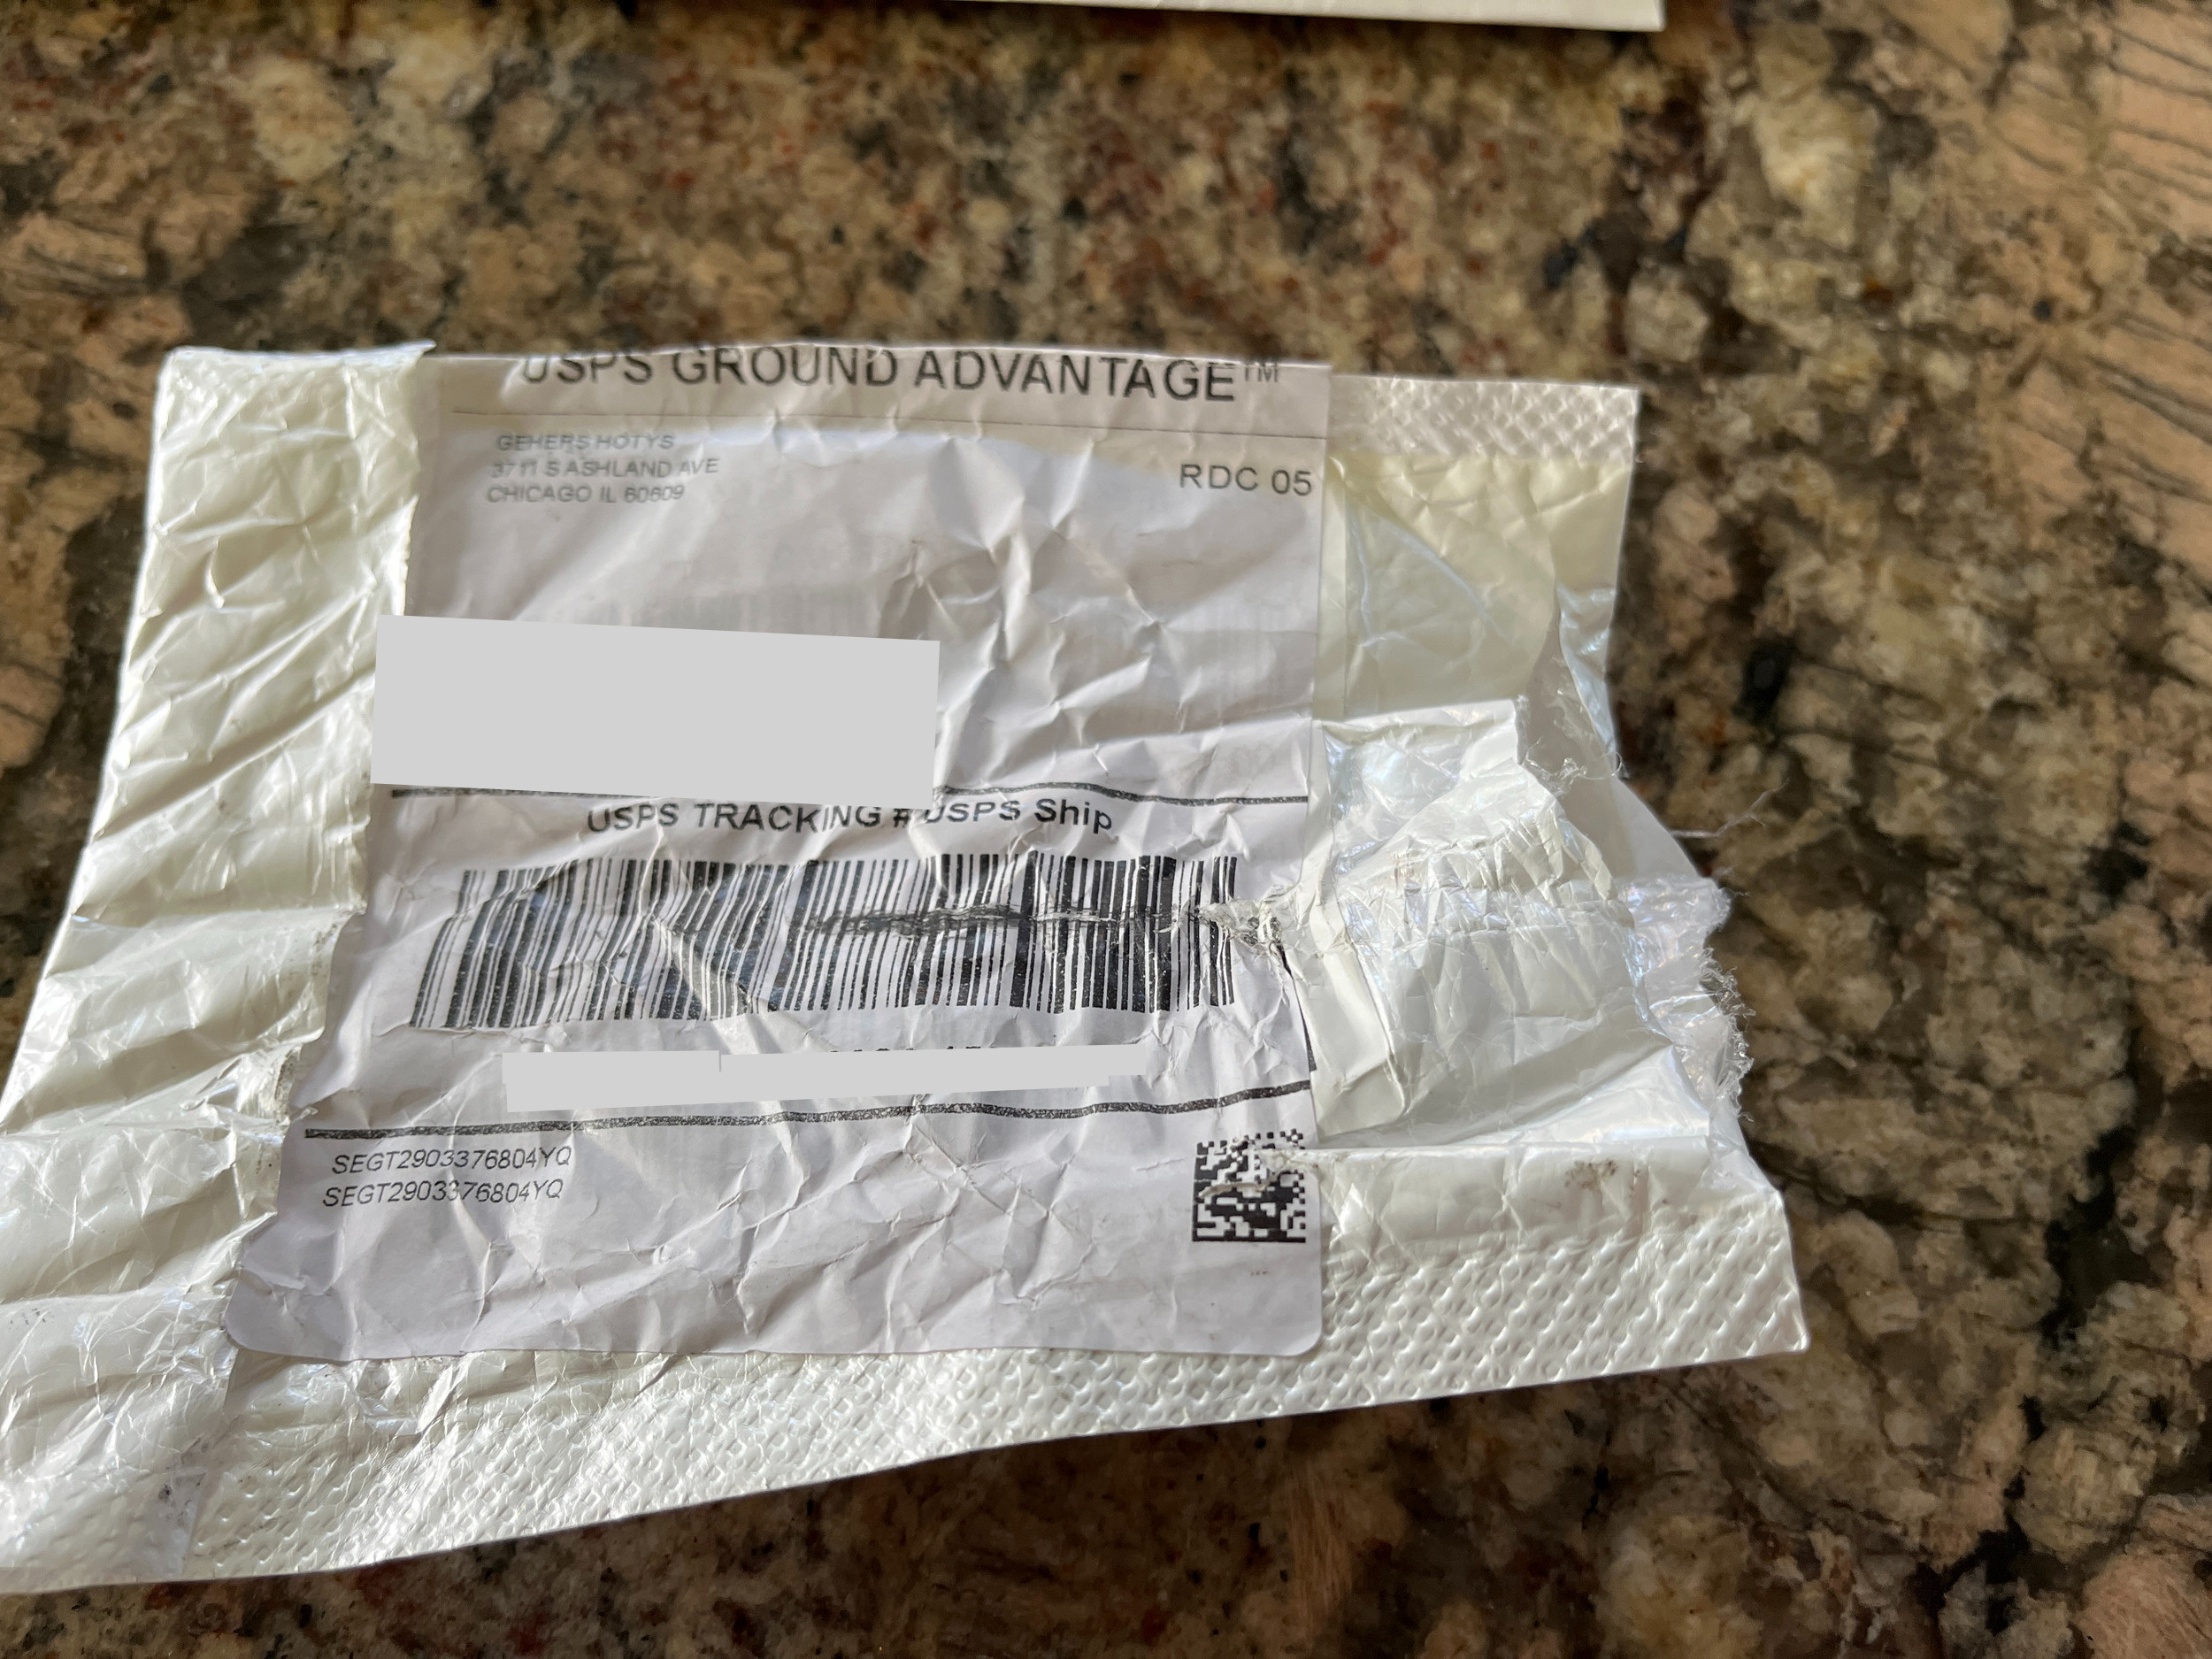 USPS GROUND ADVANTAGE™
GEHERS HOTYS
3711 S ASHLAND AVE
CHICAGO IL 60609
RDC 05
USPS TRACKING # USPS Ship
SEGT2903376804YQ
SEGT2903376804YQ